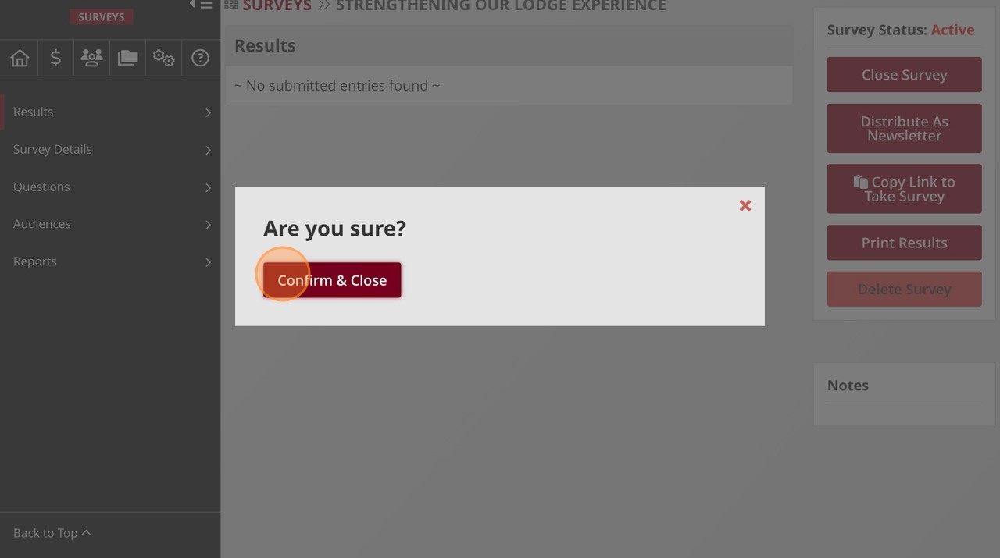 SURVEYS
SURVEYS >> STRENGTHENING OUR LODGE EXPERIENCE
Results
Survey Details
Questions
Audiences
Reports
Back to Top
Results
~ No submitted entries found ~
Are you sure?
Confirm & Close
Survey Status: Active
Close Survey
Distribute As
Newsletter
Copy Link to
Take Survey
Print Results
Delete Survey
Notes